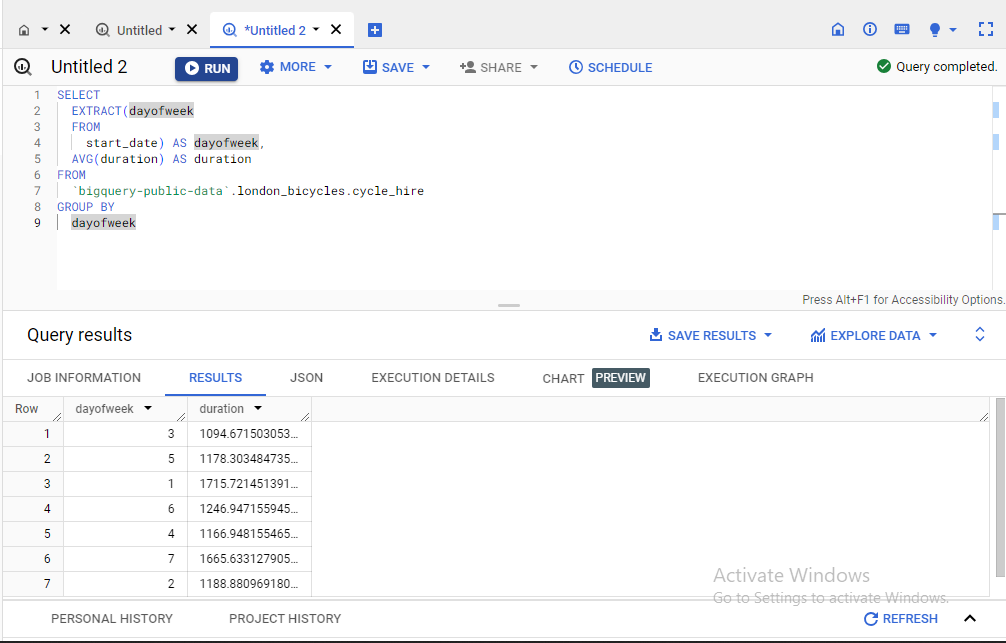 Untitled *Untitled 2
Untitled 2 RUN MORE SAVE SHARE SCHEDULE Query completed.
1 SELECT
2 EXTRACT(dayofweek
3 FROM
4 start_date) AS dayofweek,
5 AVG(duration) AS duration
6 FROM
7 `bigquery-public-data`.london_bicycles.cycle_hire
8 GROUP BY
9 dayofweek
Press Alt+F1 for Accessibility Options.
Query results SAVE RESULTS EXPLORE DATA
JOB INFORMATION RESULTS JSON EXECUTION DETAILS CHART PREVIEW EXECUTION GRAPH
Row dayofweek duration
1 3 1094.671503053...
2 5 1178.303484735...
3 1 1715.721451391...
4 6 1246.947155945...
5 4 1166.948155465...
6 7 1665.633127905...
7 2 1188.880969180...
Activate Windows
Go to Settings to activate Windows.
PERSONAL HISTORY PROJECT HISTORY REFRESH